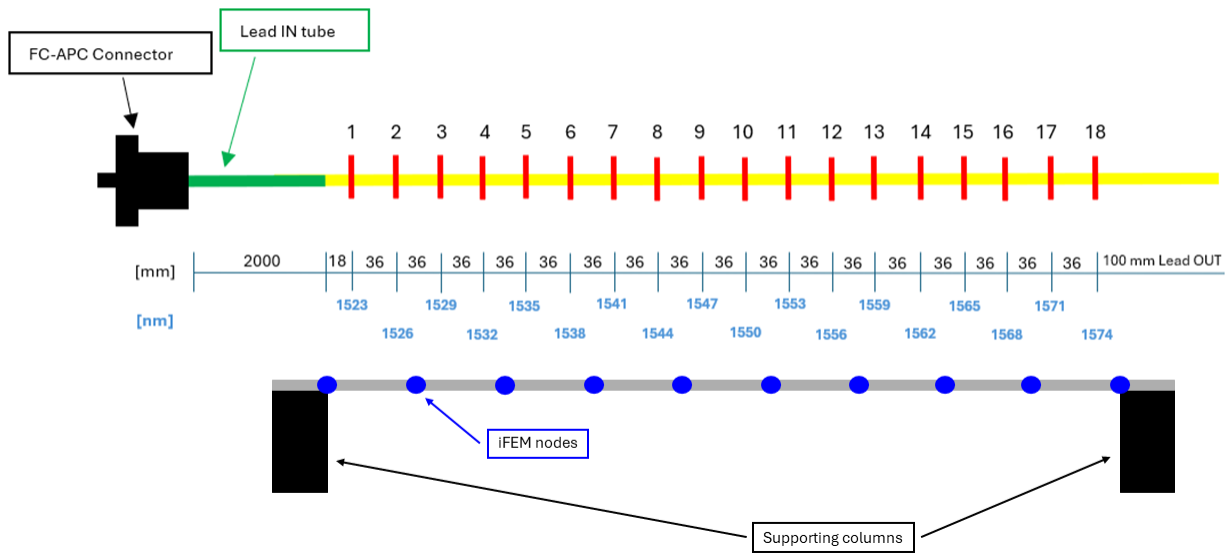 Lead IN tube
FC-APC Connector
1 2 3 4 5 6 7 8 9 10 11 12 13 14 15 16 17 18
[mm] 2000 18 36 36 36 36 36 36 36 36 36 36 36 36 36 36 36 36 36 100 mm Lead OUT
1523 1529 1535 1541 1547 1553 1559 1565 1571
[nm]
1526 1532 1538 1544 1550 1556 1562 1568 1574
iFEM nodes
Supporting columns